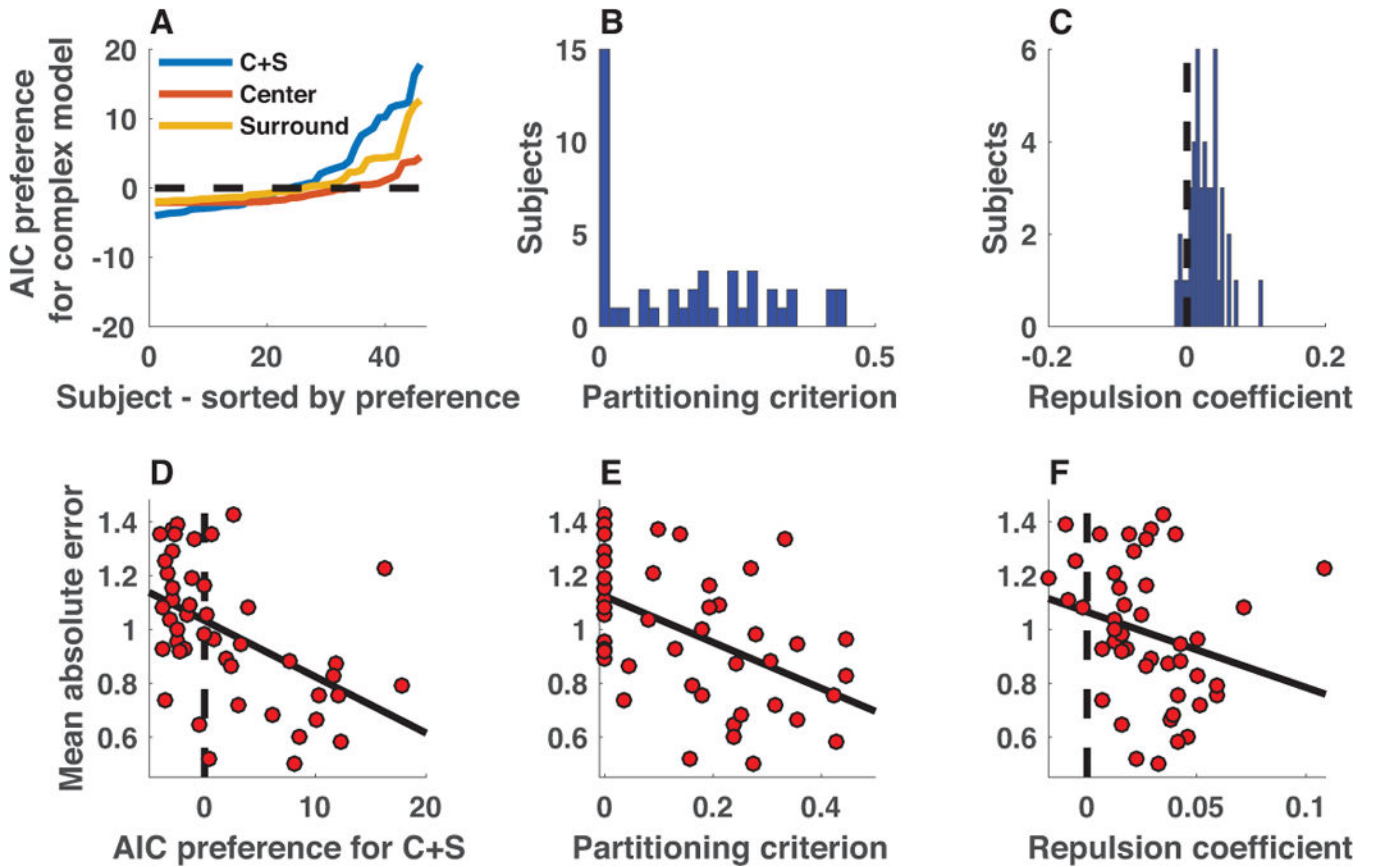 A
B
C
AIC preference
for complex model
20
10
0
-10
-20
C+S
Center
Surround
0
20
40
Subject - sorted by preference
Subjects
15
10
5
0
0
0.5
Partitioning criterion
Subjects
6
4
2
0
-0.2
0
0.2
Repulsion coefficient
D
E
F
Mean absolute error
1.4
1.2
1
0.8
0.6
0
10
20
AIC preference for C+S
1.4
1.2
1
0.8
0.6
0
0.2
0.4
Partitioning criterion
1.4
1.2
1
0.8
0.6
0
0.05
0.1
Repulsion coefficient